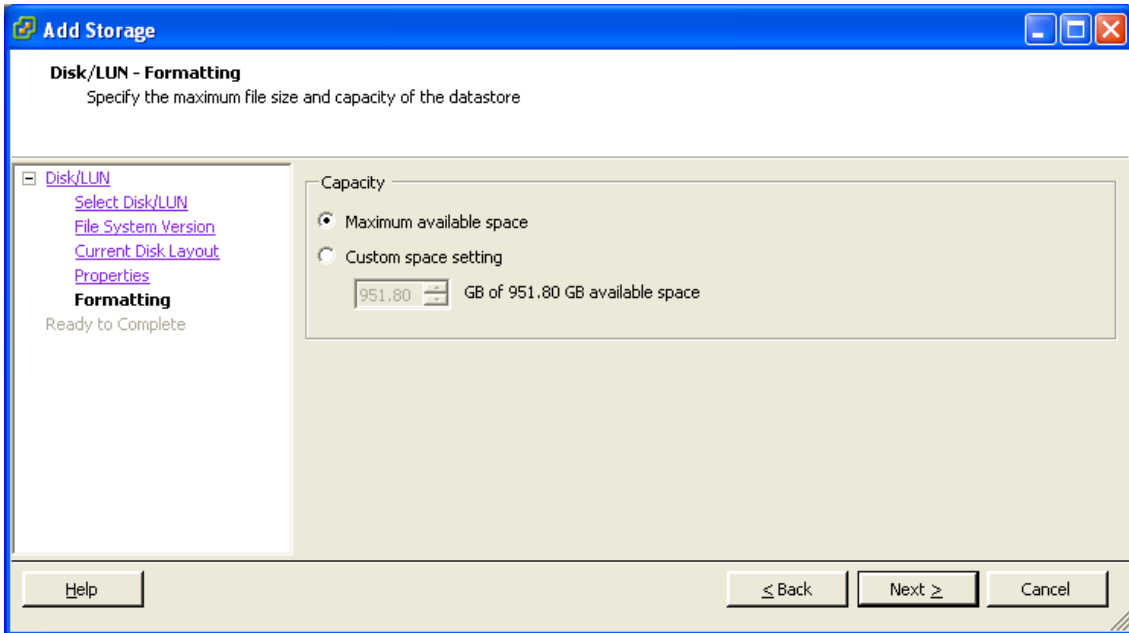 Add Storage
Disk/LUN - Formatting
Specify the maximum file size and capacity of the datastore
Disk/LUN
Select Disk/LUN
File System Version
Current Disk Layout
Properties
Formatting
Ready to Complete
Capacity
Maximum available space
Custom space setting
951.80 GB of 951.80 GB available space
Help
< Back Next > Cancel